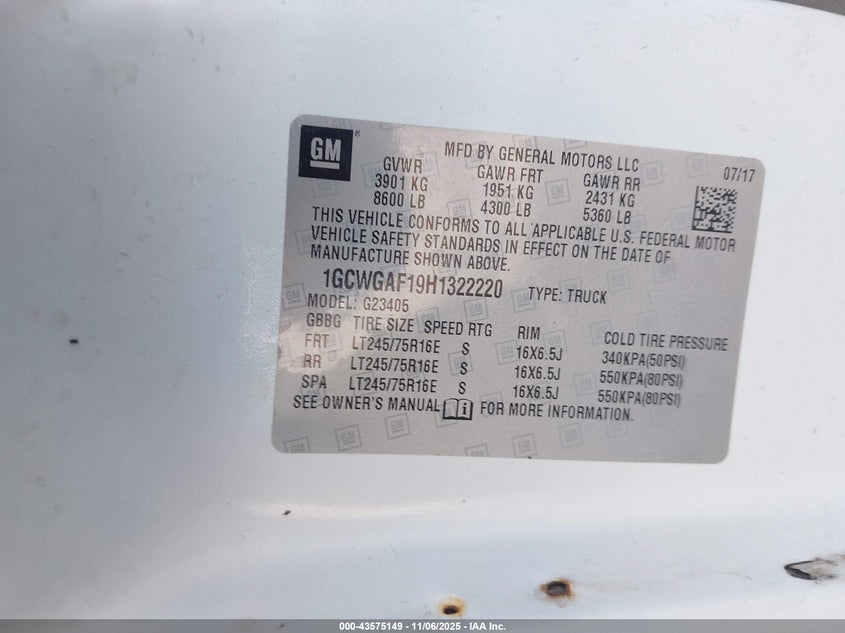 GM ®
MFD BY GENERAL MOTORS LLC
07/17
GVWR GAWR FRT GAWR RR
3901 KG 1951 KG 2431 KG
8600 LB 4300 LB 5360 LB
THIS VEHICLE CONFORMS TO ALL APPLICABLE U.S. FEDERAL MOTOR
VEHICLE SAFETY STANDARDS IN EFFECT ON THE DATE OF
MANUFACTURE SHOWN ABOVE.
1GCWGAF19H1322220 TYPE: TRUCK
MODEL: G23405
GBBG TIRE SIZE SPEED RTG RIM COLD TIRE PRESSURE
FRT LT245/75R16E S 16X6.5J 340KPA(50PSI)
RR LT245/75R16E S 16X6.5J 550KPA(80PSI)
SPA LT245/75R16E S 16X6.5J 550KPA(80PSI)
SEE OWNER'S MANUAL FOR MORE INFORMATION.
000-43575149 - 11/06/2025 - IAA Inc.